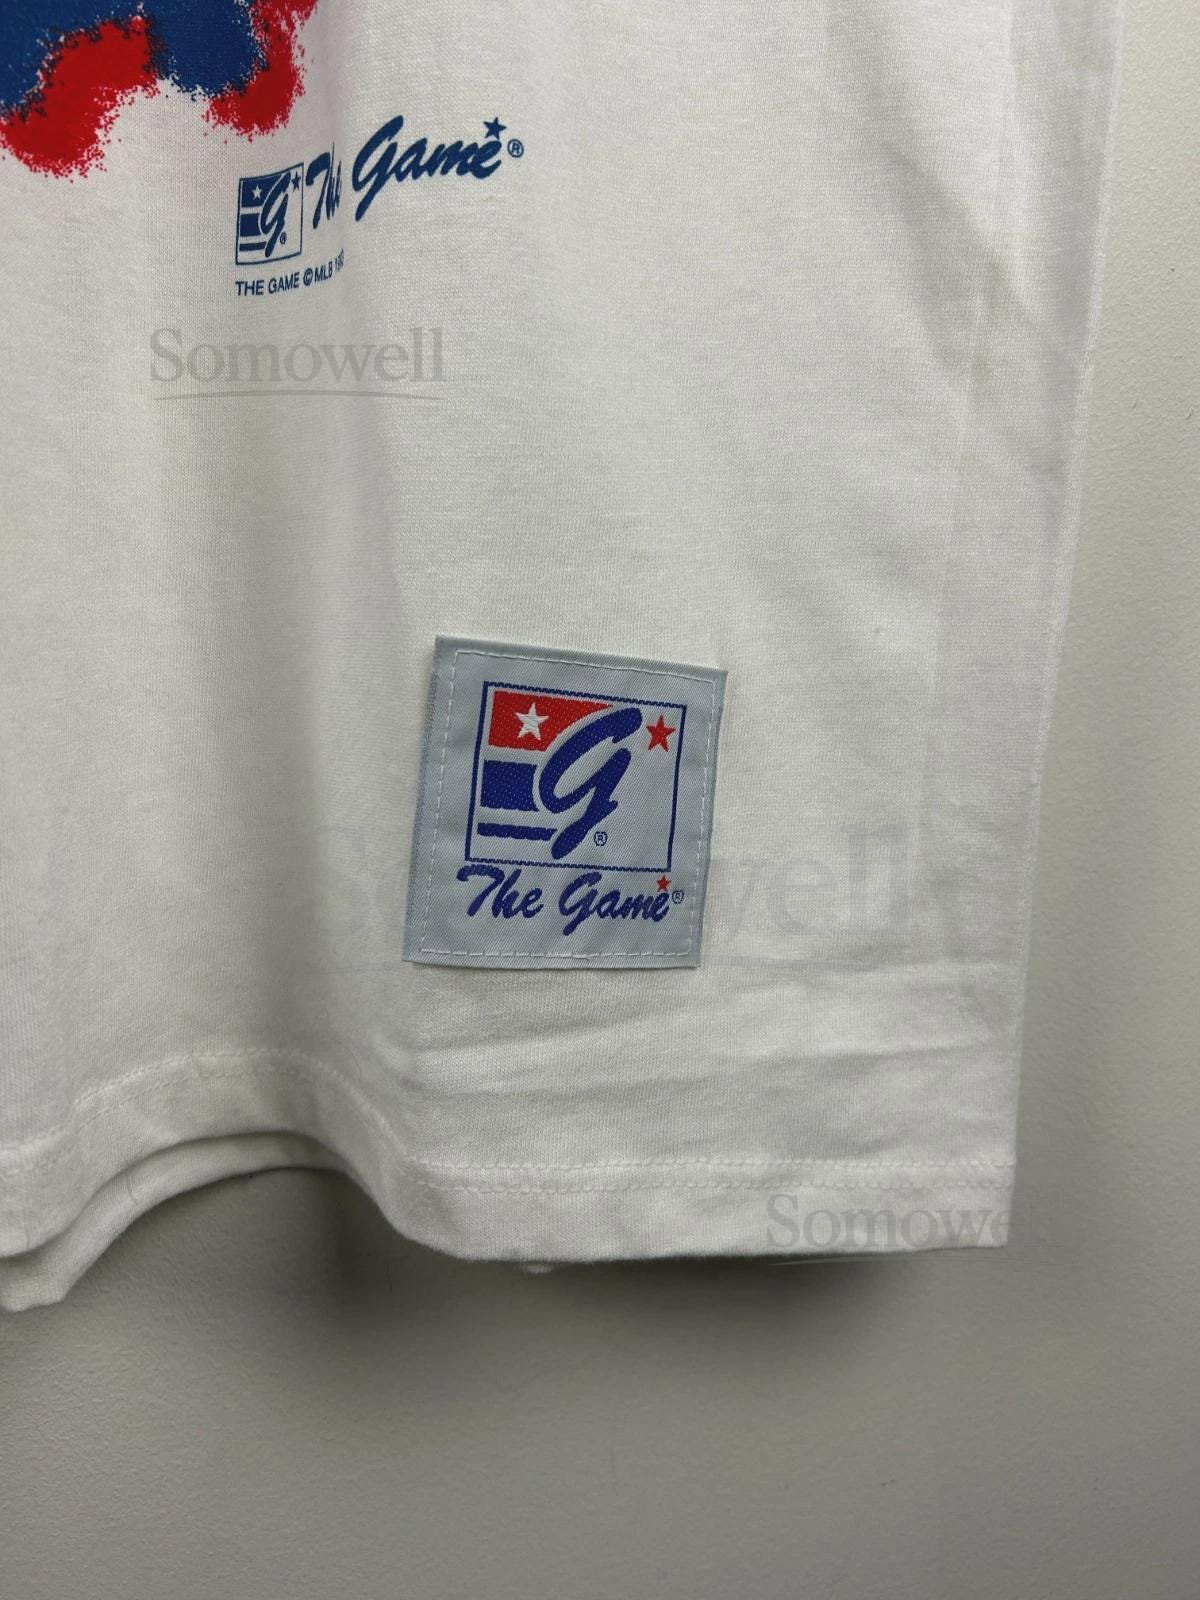 The Game ®
G ®
THE GAME © MLB
Somowell
G ®
The Game ®
Somowell